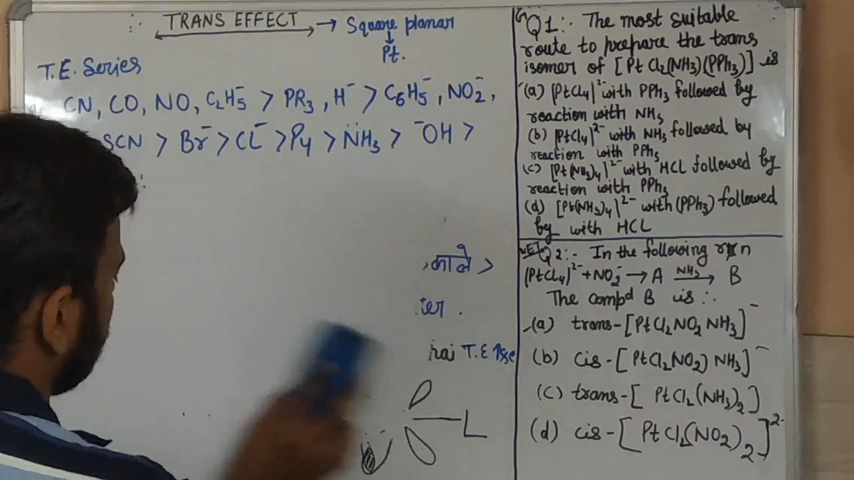 : TRANS EFFECT → Square planar
Pt.
T.E. Series
CN, CO, NO, C₂H₅⁻ > PR₃, H⁻ > C₆H₅⁻, NO₂⁻,
SCN > Br⁻ > CL⁻ > Py > NH₃ > ⁻OH >
काले >
T.E
L
Q1:- The most suitable
route to prepare the trans
isomer of [Pt Cl₂(NH₃)(PPh₃)] is
(a) [PtCl₄]²⁻ with PPh₃ followed by
reaction with NH₃
(b) [PtCl₄]²⁻ with NH₃ followed by
reaction with PPh₃
(c) [Pt(NH₃)₄]²⁻ with HCL followed by
reaction with PPh₃
(d) [Pt(NH₃)₄]²⁻ with (PPh₃) followed
by with HCL
Q2:- In the following rxn
[PtCl₄]²⁻ + NO₂⁻ → A NH₃→ B
The compd B is :-
(a) trans-[PtCl₂NO₂NH₃]⁻
(b) cis-[PtCl₂NO₂)NH₃]⁻
(c) trans-[PtCl₂(NH₃)₂]
(d) cis-[PtCl₂(NO₂)₂]²⁻